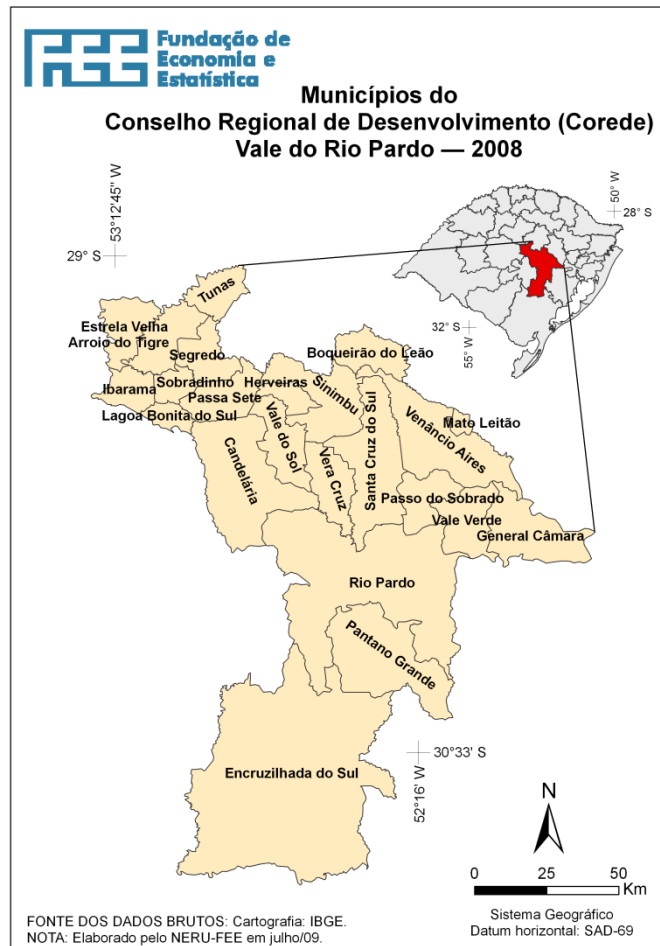 FEE
Fundação de
Economia e
Estatística
Municípios do
Conselho Regional de Desenvolvimento (Corede)
Vale do Rio Pardo — 2008
53°12'45" W
50° W
28° S
29° S
32° S
55° W
Tunas
Estrela Velha
Arroio do Tigre
Segredo
Boqueirão do Leão
Ibarama
Sobradinho
Herveiras
Sinimbu
Passa Sete
Lagoa Bonita do Sul
Mato Leitão
Venâncio Aires
Candelária
Vale do Sol
Vera Cruz
Santa Cruz do Sul
Passo do Sobrado
Vale Verde
General Câmara
Rio Pardo
Pantano Grande
30°33' S
52°16' W
Encruzilhada do Sul
N
0 25 50
Km
Sistema Geográfico
Datum horizontal: SAD-69
FONTE DOS DADOS BRUTOS: Cartografia: IBGE.
NOTA: Elaborado pelo NERU-FEE em julho/09.